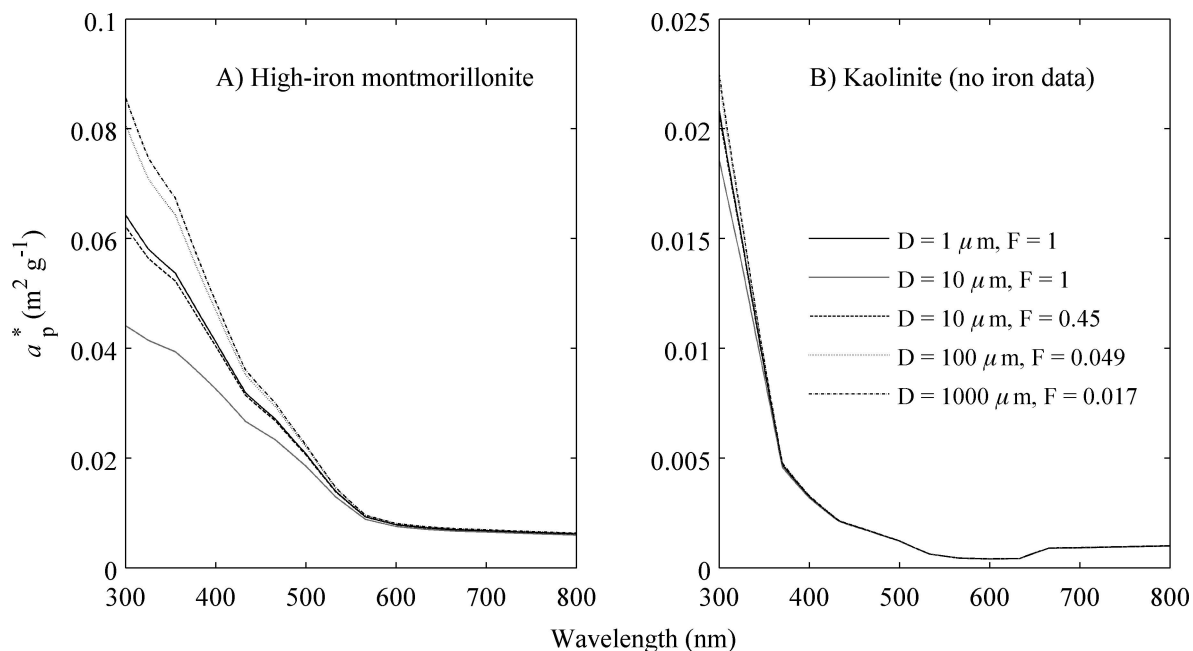 0.1
0.08
0.06
0.04
0.02
0
a*p (m2 g-1)
A) High-iron montmorillonite
300 400 500 600 700 800
0.025
0.02
0.015
0.01
0.005
0
B) Kaolinite (no iron data)
D = 1 μm, F = 1
D = 10 μm, F = 1
D = 10 μm, F = 0.45
D = 100 μm, F = 0.049
D = 1000 μm, F = 0.017
300 400 500 600 700 800
Wavelength (nm)